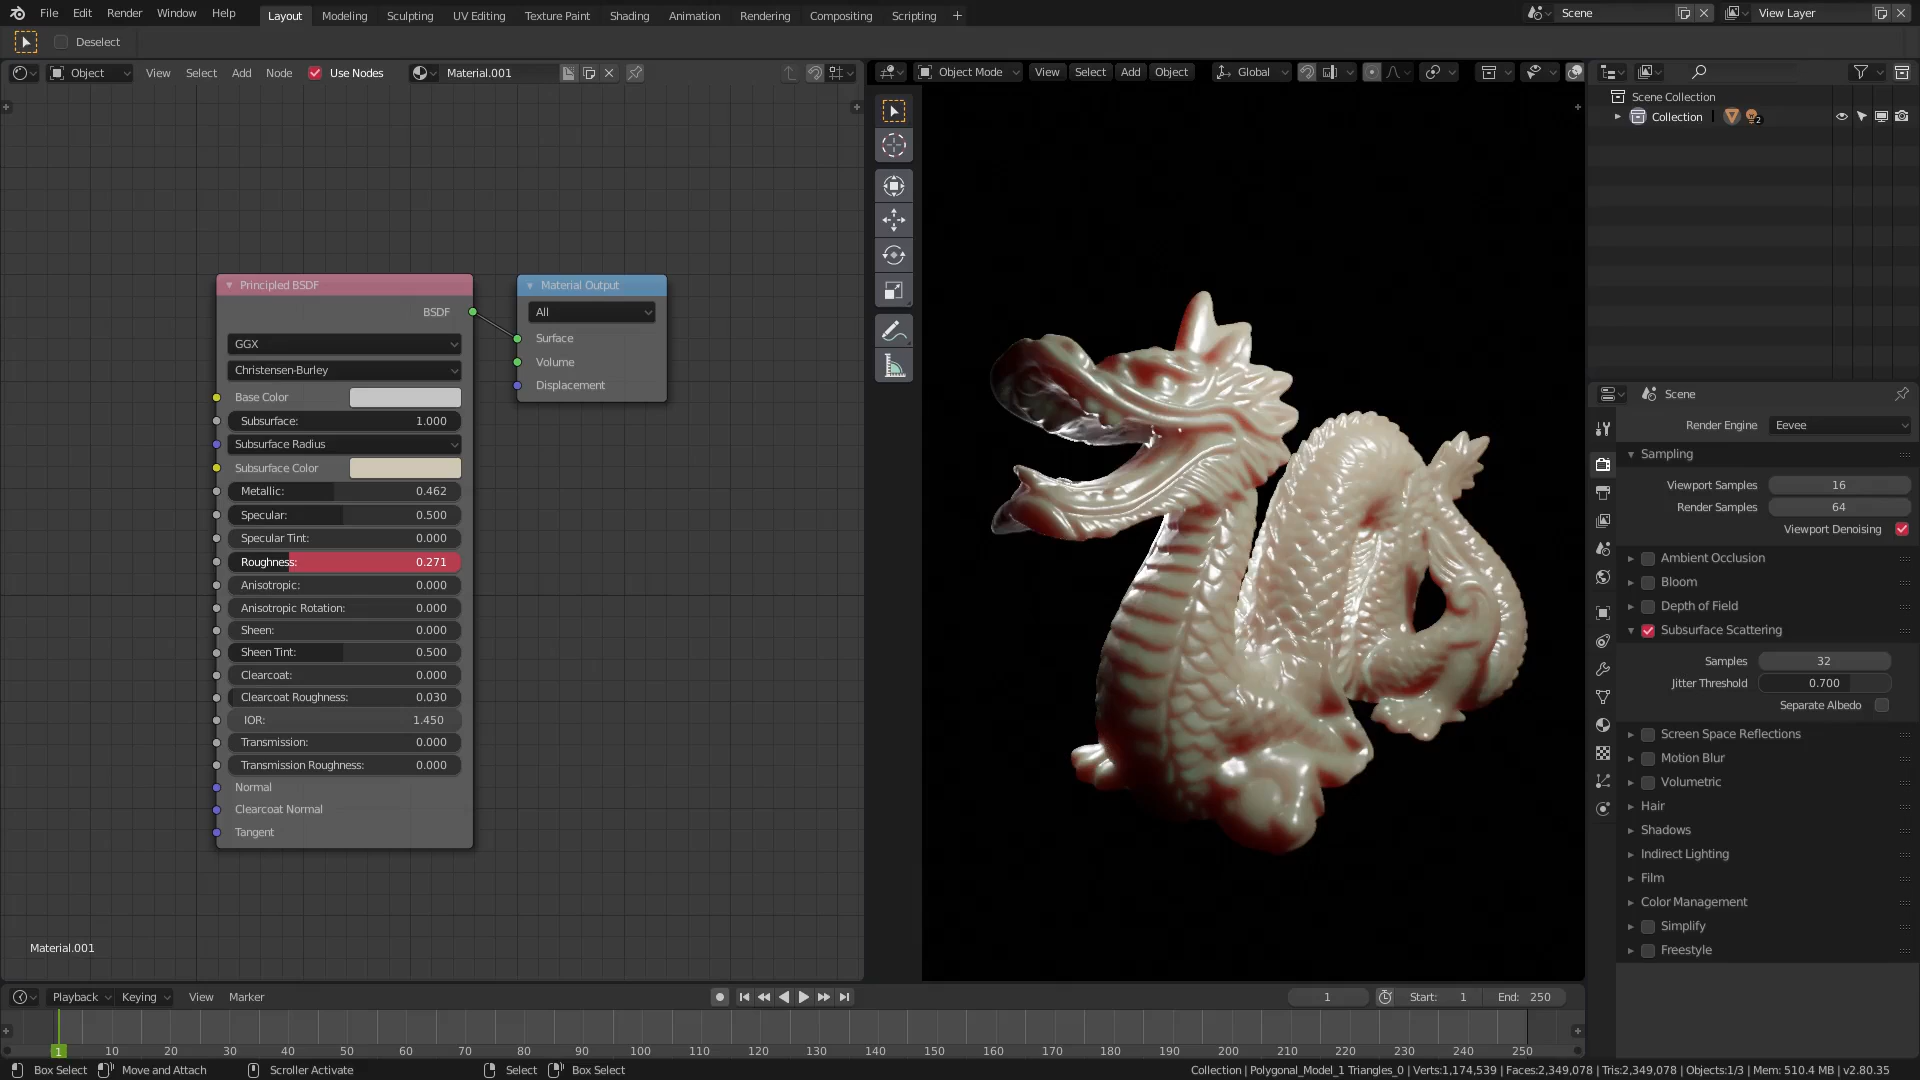 File Edit Render Window Help Layout Modeling Sculpting UV Editing Texture Paint Shading Animation Rendering Compositing Scripting + Scene View Layer
Deselect
Object View Select Add Node Use Nodes Material.001
Object Mode View Select Add Object Global
Scene Collection
Collection 2
Principled BSDF
BSDF
GGX
Christensen-Burley
Base Color
Subsurface: 1.000
Subsurface Radius
Subsurface Color
Metallic: 0.462
Specular: 0.500
Specular Tint: 0.000
Roughness: 0.271
Anisotropic: 0.000
Anisotropic Rotation: 0.000
Sheen: 0.000
Sheen Tint: 0.500
Clearcoat: 0.000
Clearcoat Roughness: 0.030
IOR: 1.450
Transmission: 0.000
Transmission Roughness: 0.000
Normal
Clearcoat Normal
Tangent
Material Output
All
Surface
Volume
Displacement
Material.001
Scene
Render Engine Eevee
Sampling
Viewport Samples 16
Render Samples 64
Viewport Denoising
Ambient Occlusion
Bloom
Depth of Field
Subsurface Scattering
Samples 32
Jitter Threshold 0.700
Separate Albedo
Screen Space Reflections
Motion Blur
Volumetric
Hair
Shadows
Indirect Lighting
Film
Color Management
Simplify
Freestyle
Playback Keying View Marker 1 Start: 1 End: 250
1 10 20 30 40 50 60 70 80 90 100 110 120 130 140 150 160 170 180 190 200 210 220 230 240 250
Box Select Move and Attach Scroller Activate Select Box Select Collection | Polygonal_Model_1 Triangles_0 | Verts:1,174,539 | Faces:2,349,078 | Tris:2,349,078 | Objects:1/3 | Mem: 510.4 MB | v2.80.35